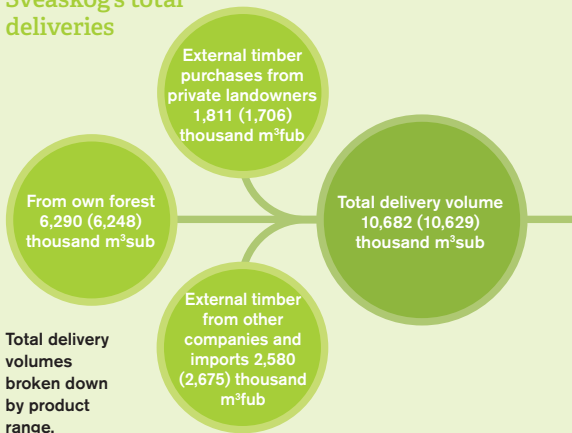 Sveaskog's total
deliveries
External timber
purchases from
private landowners
1,811 (1,706)
thousand m³fub
From own forest
6,290 (6,248)
thousand m³sub
Total delivery volume
10,682 (10,629)
thousand m³sub
External timber
from other
companies and
imports 2,580
(2,675) thousand
m³fub
Total delivery
volumes
broken down
by product
range.